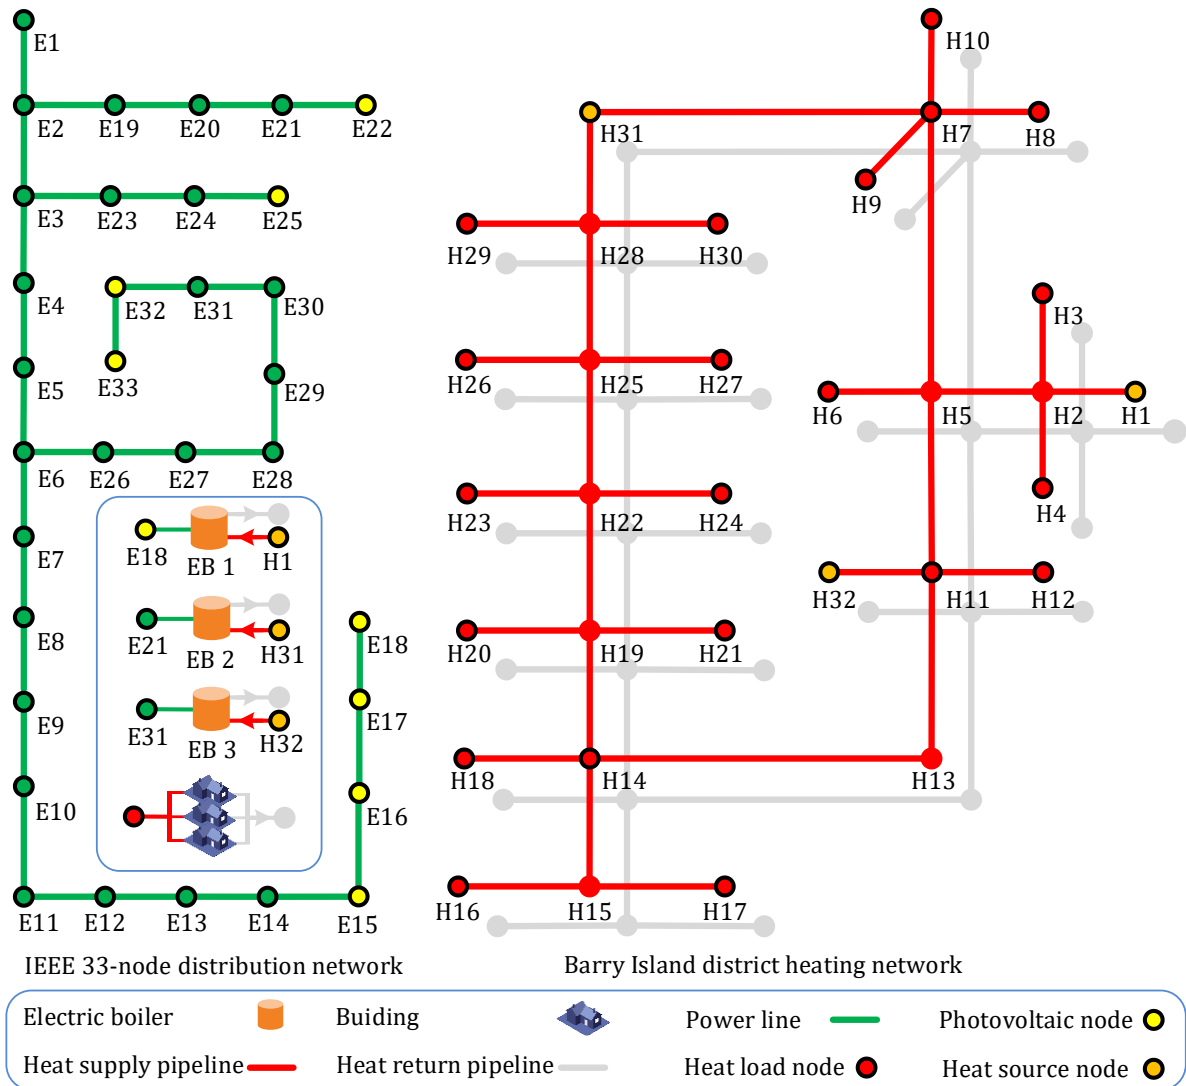 E1
E2
E19
E20
E21
E22
E3
E23
E24
E25
E4
E32
E31
E30
E5
E33
E29
E6
E26
E27
E28
E7
E18
EB 1
H1
E8
E21
EB 2
H31
E18
E9
E31
EB 3
H32
E17
E10
E16
E11
E12
E13
E14
E15
IEEE 33-node distribution network
H10
H31
H7
H8
H9
H29
H28
H30
H3
H26
H25
H27
H6
H5
H2
H1
H23
H22
H24
H4
H32
H11
H12
H20
H19
H21
H18
H14
H13
H16
H15
H17
Barry Island district heating network
Electric boiler
Buiding
Power line
Photovoltaic node
Heat supply pipeline
Heat return pipeline
Heat load node
Heat source node